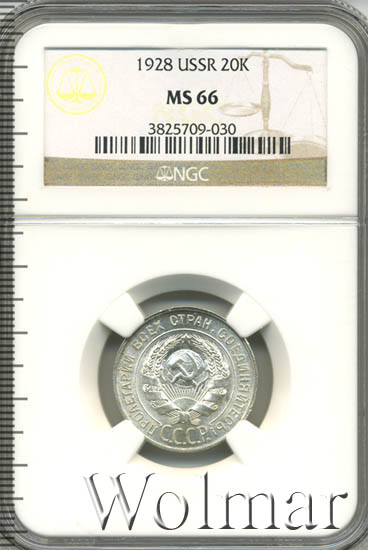 1928 USSR 20K
MS 66
3825709-030
NGC
ПРОЛЕТАРИИ ВСЕХ СТРАН, СОЕДИНЯЙТЕСЬ!
С.С.С.Р.
Wolmar